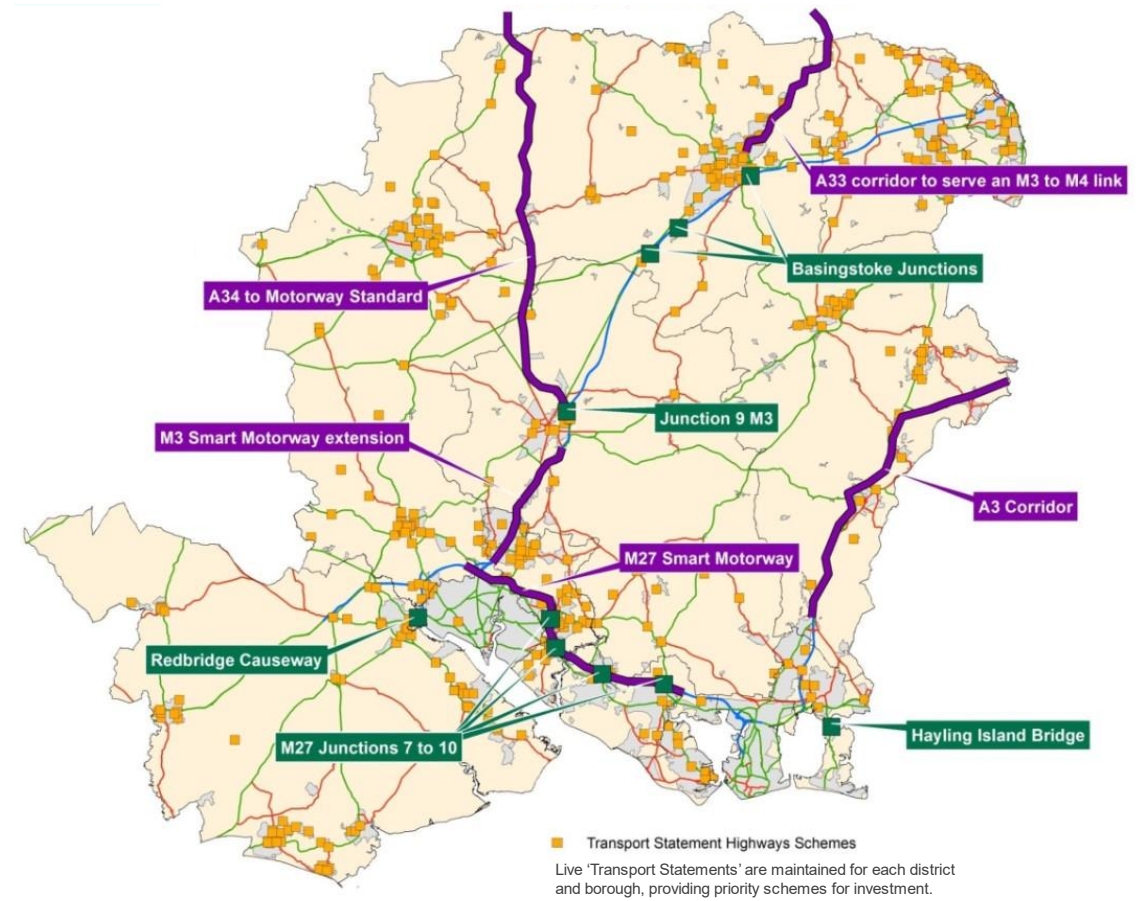 A33 corridor to serve an M3 to M4 link
Basingstoke Junctions
A34 to Motorway Standard
Junction 9 M3
M3 Smart Motorway extension
A3 Corridor
M27 Smart Motorway
Redbridge Causeway
Hayling Island Bridge
M27 Junctions 7 to 10
Transport Statement Highways Schemes
Live ‘Transport Statements’ are maintained for each district
and borough, providing priority schemes for investment.